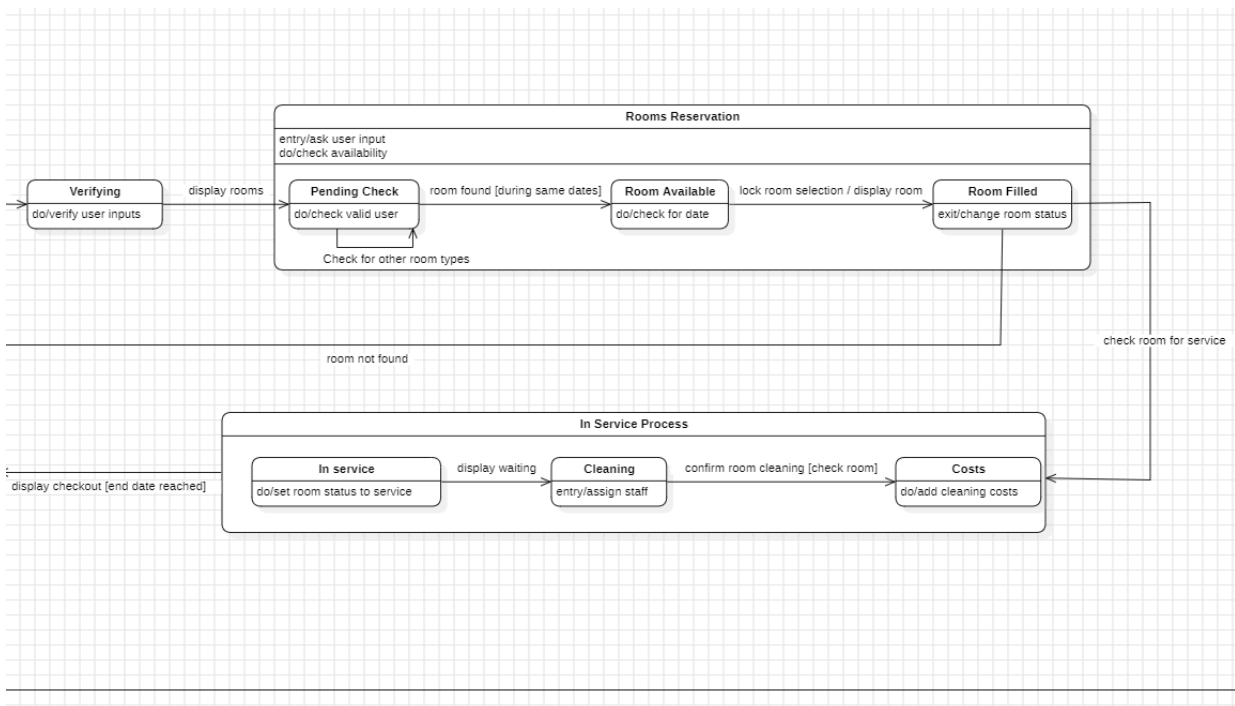 Rooms Reservation
entry/ask user input
do/check availability
Verifying
do/verify user inputs
display rooms
Pending Check
do/check valid user
room found [during same dates]
Room Available
do/check for date
lock room selection / display room
Room Filled
exit/change room status
Check for other room types
room not found
check room for service
In Service Process
In service
do/set room status to service
display waiting
Cleaning
entry/assign staff
confirm room cleaning [check room]
Costs
do/add cleaning costs
display checkout [end date reached]